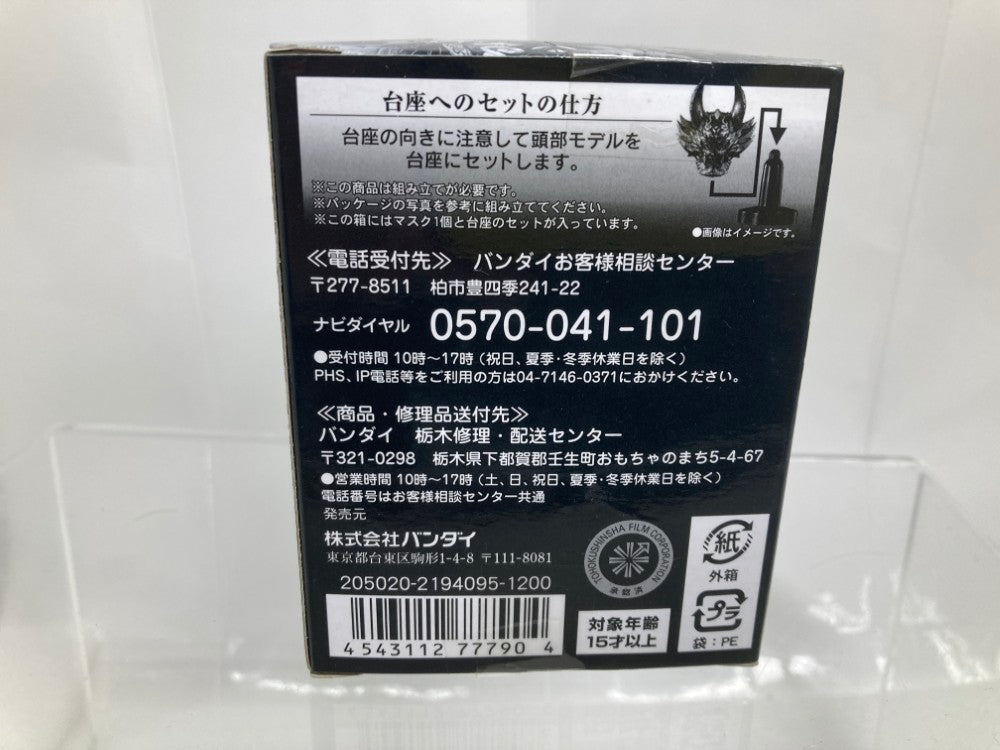 台座へのセットの仕方
台座の向きに注意して頭部モデルを
台座にセットします。
※この商品は組み立てが必要です。
※パッケージの写真を参考に組み立ててください。
※この箱にはマスク1個と台座のセットが入っています。
●画像はイメージです。
≪電話受付先≫ バンダイお客様相談センター
〒277-8511 柏市豊四季241-22
ナビダイヤル 0570-041-101
●受付時間 10時～17時（祝日、夏季・冬季休業日を除く）
PHS、IP電話等をご利用の方は04-7146-0371におかけください。
≪商品・修理品送付先≫
バンダイ 栃木修理・配送センター
〒321-0298 栃木県下都賀郡壬生町おもちゃのまち5-4-67
●営業時間 10時～17時（土、日、祝日、夏季・冬季休業日を除く）
電話番号はお客様相談センター共通
発売元
株式会社バンダイ
東京都台東区駒形1-4-8 〒111-8081
205020-2194095-1200
4 543112 777904
TOHOKUSHINSHA FILM CORPORATION
承認済
対象年齢
15才以上
紙
外箱
プラ
袋：PE